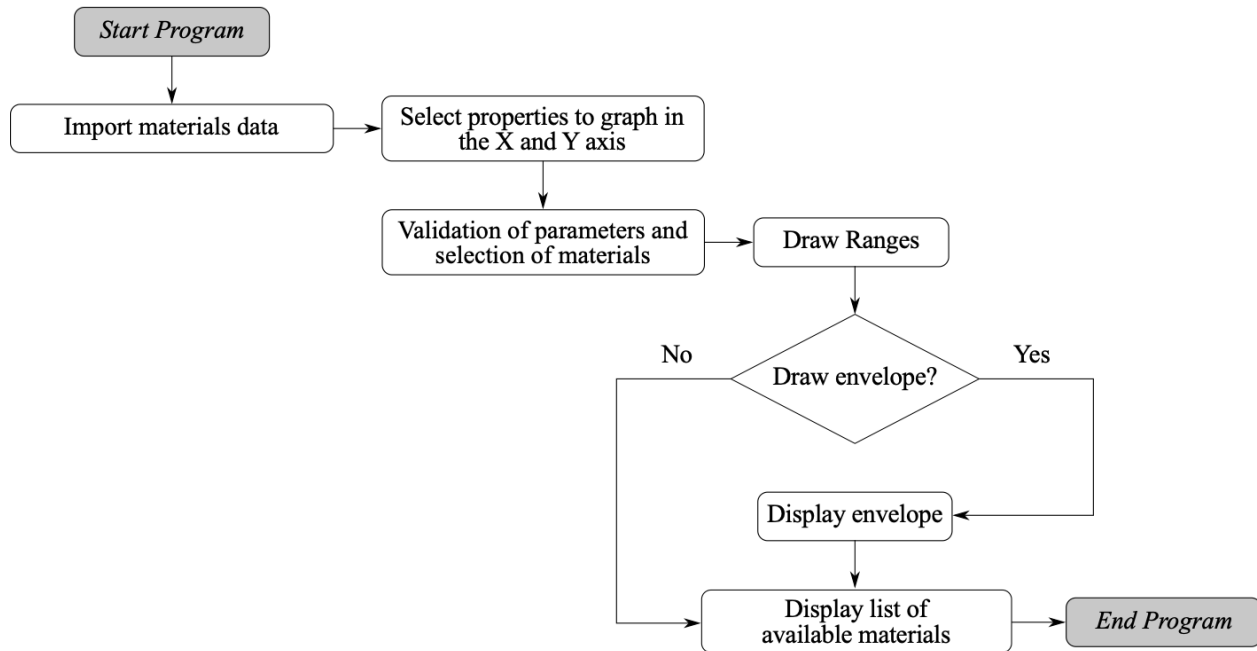 Start Program
Import materials data
Select properties to graph in
the X and Y axis
Validation of parameters and
selection of materials
Draw Ranges
No
Draw envelope?
Yes
Display envelope
Display list of
available materials
End Program